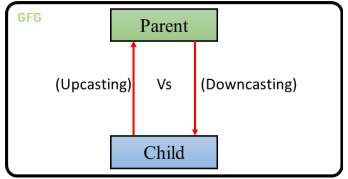 GFG
Parent
(Upcasting) Vs (Downcasting)
Child